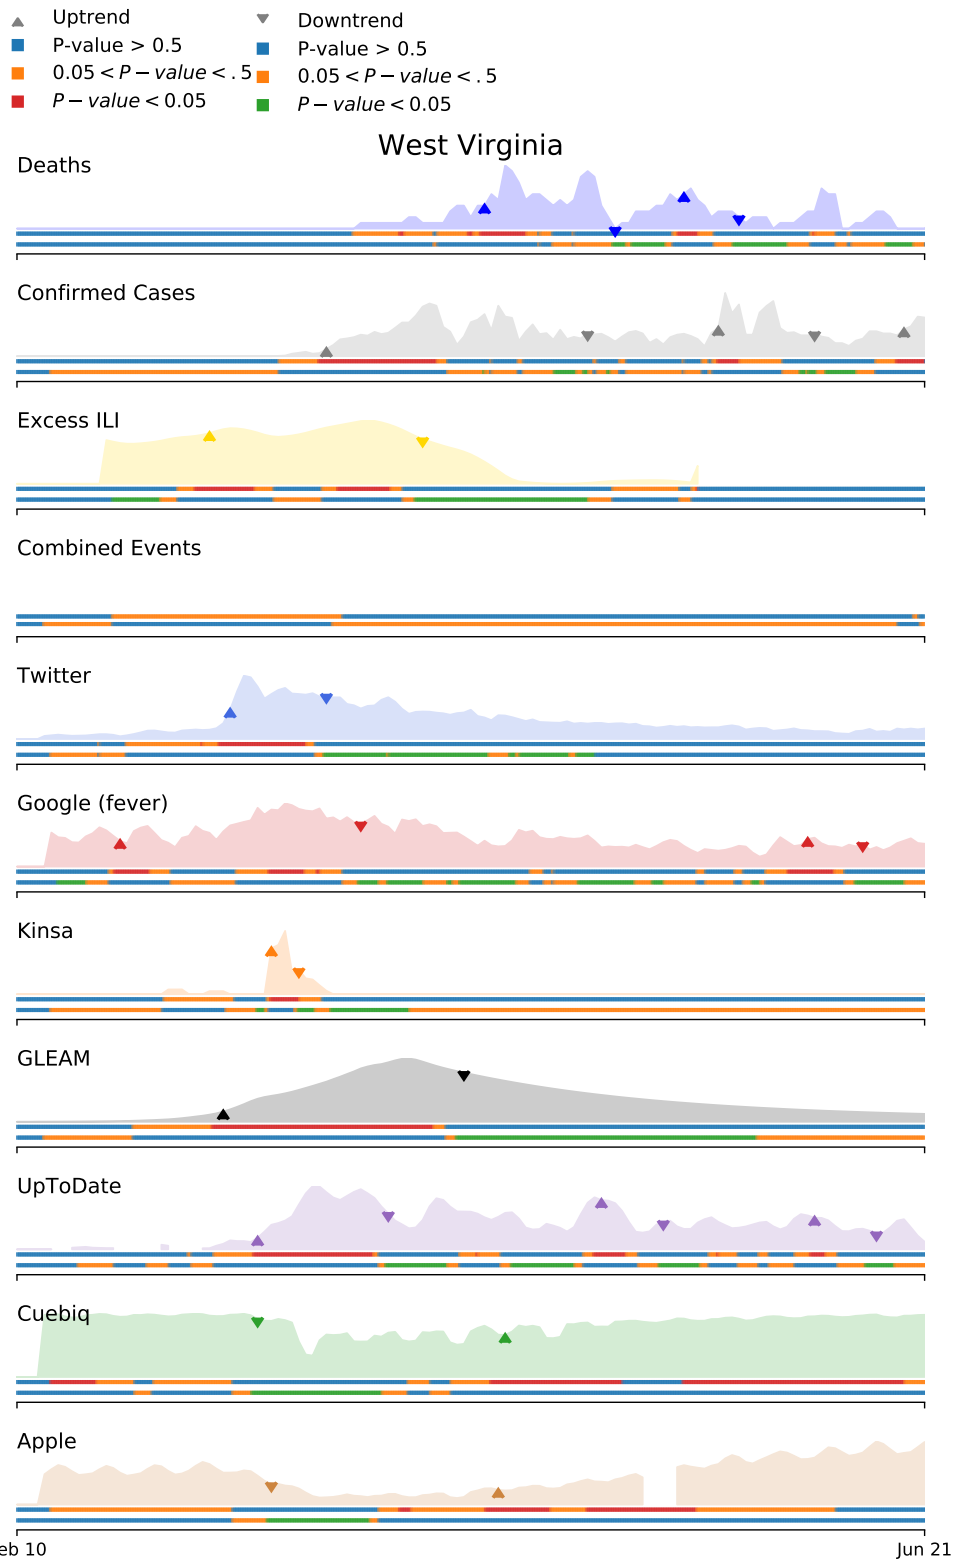 Uptrend
P-value > 0.5
0.05 < P − value < .5
P − value < 0.05
Downtrend
P-value > 0.5
0.05 < P − value < .5
P − value < 0.05
West Virginia
Deaths
Confirmed Cases
Excess ILI
Combined Events
Twitter
Google (fever)
Kinsa
GLEAM
UpToDate
Cuebiq
Apple
eb 10 Jun 21